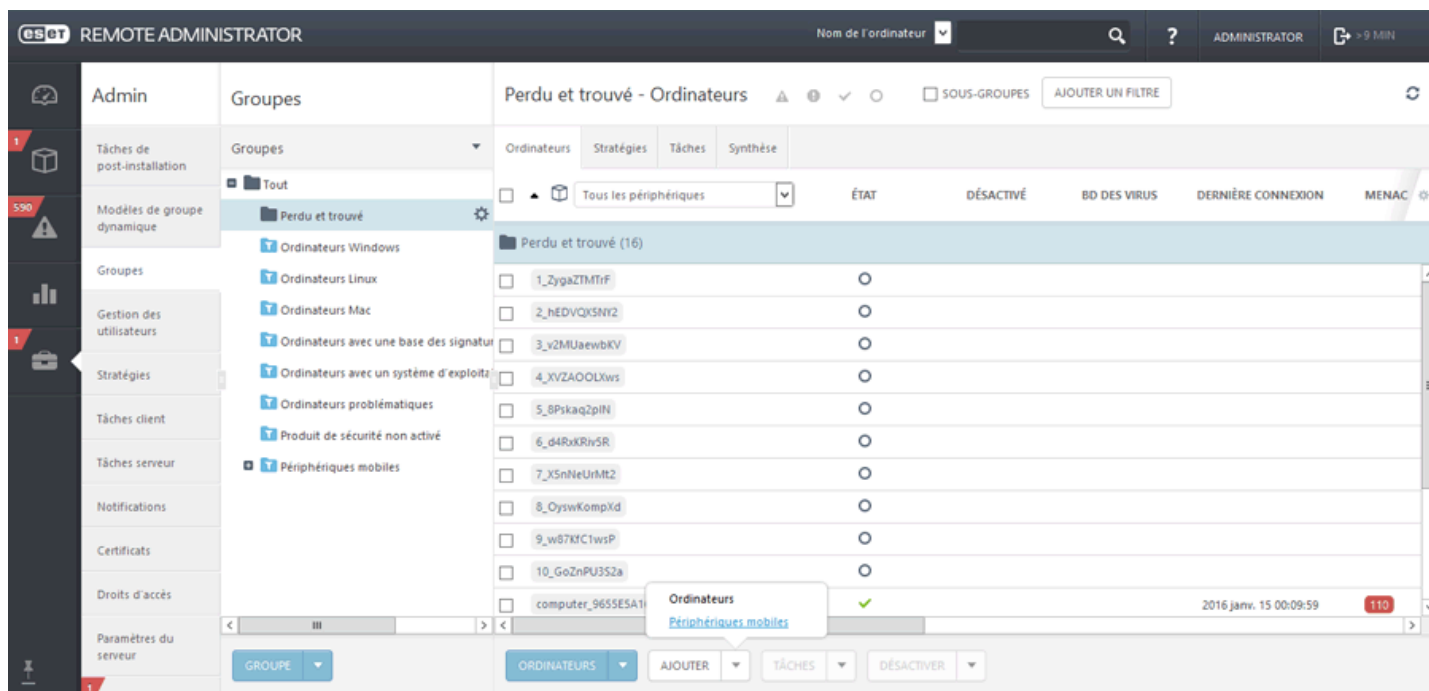 eset REMOTE ADMINISTRATOR
Nom de l'ordinateur
?
ADMINISTRATOR
>9 MIN
Admin
Groupes
Perdu et trouvé - Ordinateurs
SOUS-GROUPES
AJOUTER UN FILTRE
1
590
1
Tâches de
post-installation
Modèles de groupe
dynamique
Groupes
Gestion des
utilisateurs
Stratégies
Tâches client
Tâches serveur
Notifications
Certificats
Droits d'accès
Paramètres du
serveur
1
Groupes
Tout
Perdu et trouvé
Ordinateurs Windows
Ordinateurs Linux
Ordinateurs Mac
Ordinateurs avec une base des signatur
Ordinateurs avec un système d'exploita
Ordinateurs problématiques
Produit de sécurité non activé
Périphériques mobiles
GROUPE
Ordinateurs Stratégies Tâches Synthèse
Tous les périphériques ÉTAT DÉSACTIVÉ BD DES VIRUS DERNIÈRE CONNEXION MENAC
Perdu et trouvé (16)
1_ZygaZTMTrF
2_hEDVQX5NY2
3_v2MUaewbKV
4_XVZAOOLXws
5_8Pskaq2pIN
6_d4RxKRiv5R
7_X5nNeUrMt2
8_OyswKompXd
9_w87KfC1wsP
10_GoZnPU3S2a
computer_9655E5A1 2016 janv. 15 00:09:59 110
Ordinateurs
Périphériques mobiles
ORDINATEURS AJOUTER TÂCHES DÉSACTIVER